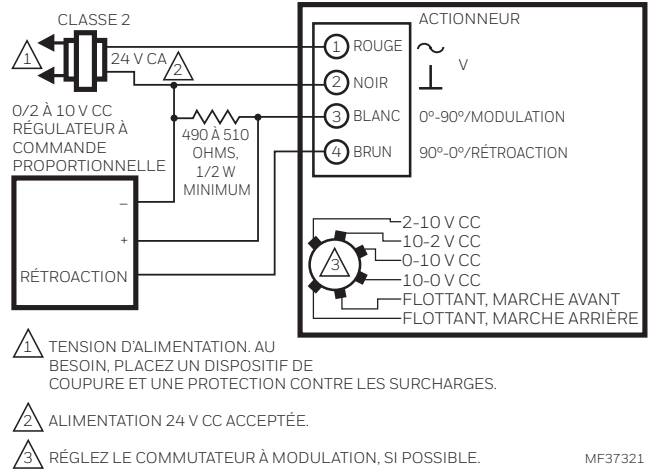 CLASSE 2
ACTIONNEUR
1
24 V CA
2
1 ROUGE
V
2 NOIR
3 BLANC
0º-90º/MODULATION
4 BRUN
90º-0º/RÉTROACTION
0/2 À 10 V CC
RÉGULATEUR À
COMMANDE
PROPORTIONNELLE
490 À 510
OHMS,
1/2 W
MINIMUM
–
+
RÉTROACTION
3
2-10 V CC
10-2 V CC
0-10 V CC
10-0 V CC
FLOTTANT, MARCHE AVANT
FLOTTANT, MARCHE ARRIÈRE
1 TENSION D'ALIMENTATION. AU
BESOIN, PLACEZ UN DISPOSITIF DE
COUPURE ET UNE PROTECTION CONTRE LES SURCHARGES.
2 ALIMENTATION 24 V CC ACCEPTÉE.
3 RÉGLEZ LE COMMUTATEUR À MODULATION, SI POSSIBLE.
MF37321